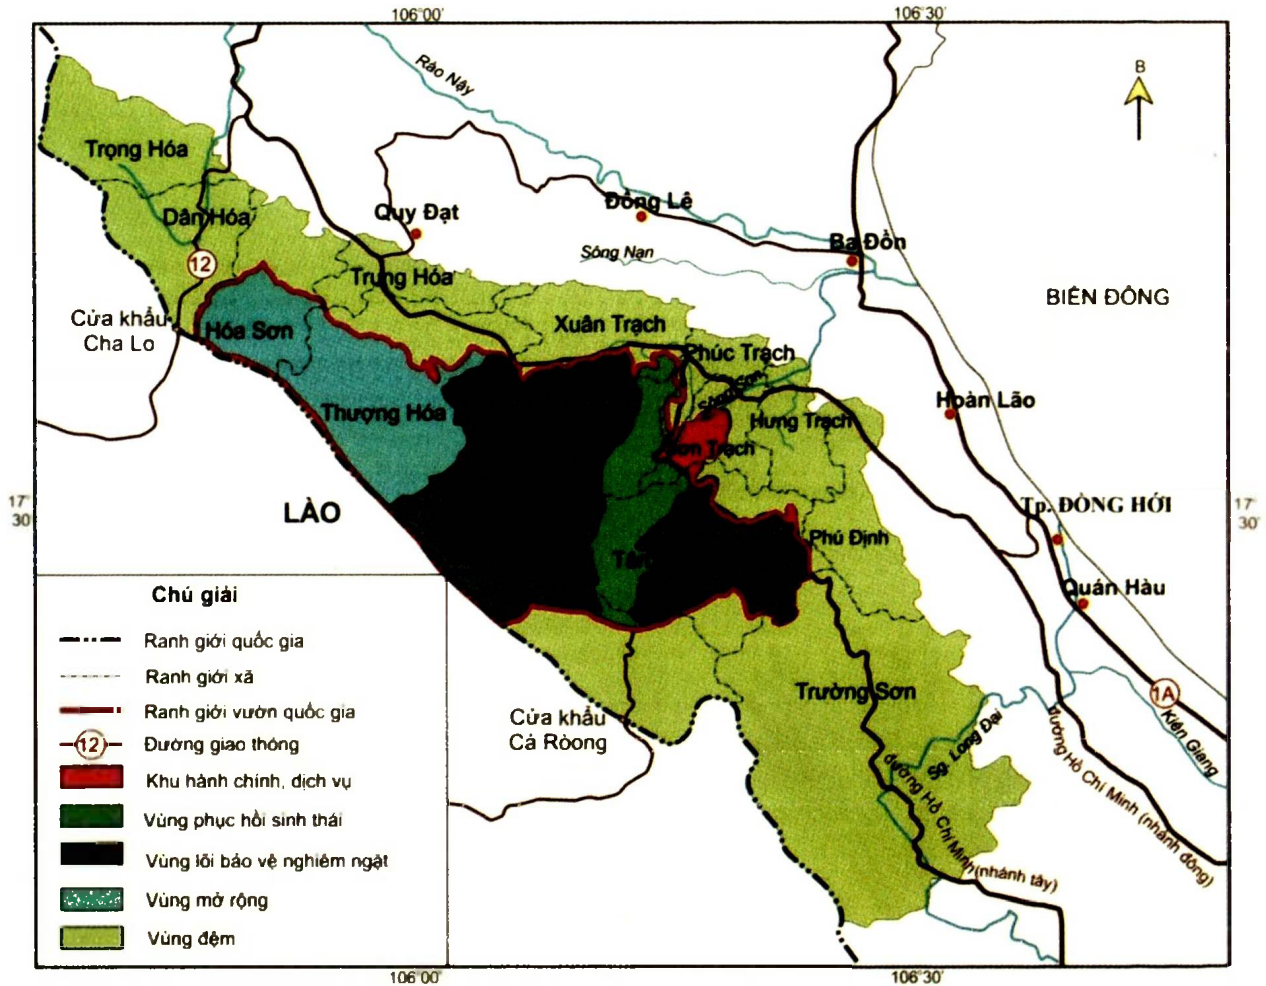 106°00'
106°30'
Rào Nậy
B
Trọng Hóa
Dân Hóa
Quy Đạt
Đồng Lê
Ba Đồn
Sông Nan
12
Trung Hóa
BIỂN ĐÔNG
Cửa khẩu
Cha Lo
Hóa Sơn
Xuân Trạch
Phúc Trạch
Sông Son
Thượng Hóa
Hưng Trạch
Hoàn Lão
Sơn Trạch
17°
30'
17°
30'
LÀO
Tp. ĐỒNG HỚI
Phú Định
Tân
Quán Hàu
Trường Sơn
1A
Kiến Giang
Cửa khẩu
Cà Ròong
Sg. Long Đại
đường Hồ Chí Minh (nhánh tây)
đường Hồ Chí Minh (nhánh đông)
Chú giải
Ranh giới quốc gia
Ranh giới xã
Ranh giới vườn quốc gia
12 Đường giao thông
Khu hành chính, dịch vụ
Vùng phục hồi sinh thái
Vùng lõi bảo vệ nghiêm ngặt
Vùng mở rộng
Vùng đệm
106°00'
106°30'